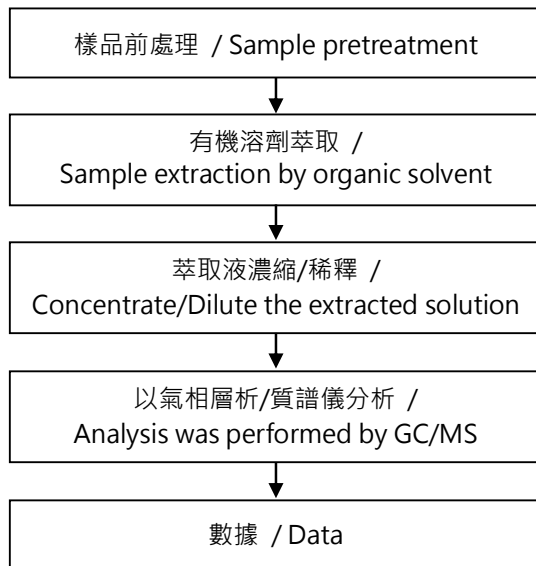 樣品前處理 / Sample pretreatment
有機溶劑萃取 /
Sample extraction by organic solvent
萃取液濃縮/稀釋 /
Concentrate/Dilute the extracted solution
以氣相層析/質譜儀分析 /
Analysis was performed by GC/MS
數據 / Data